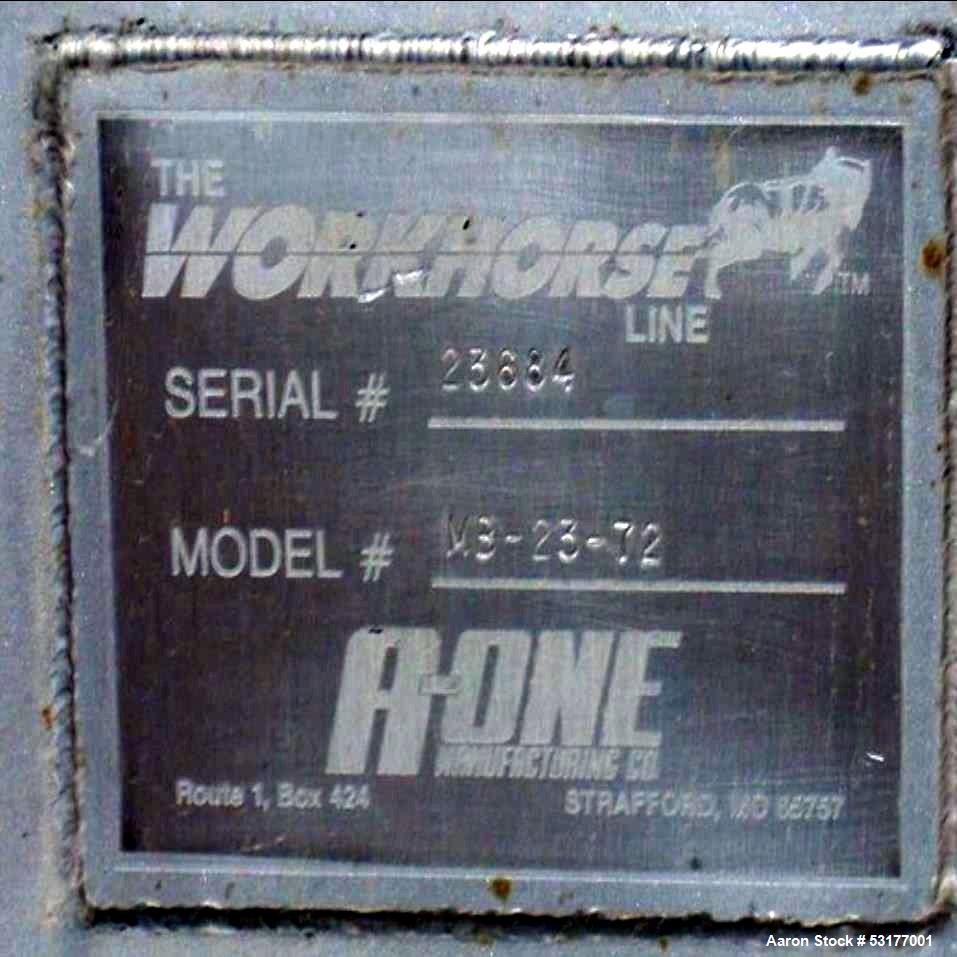 THE
WORKHORSE TM
LINE
SERIAL # 23684
MODEL # MB-23-72
A-ONE
MANUFACTURING CO
Route 1, Box 424 STRAFFORD, MO 65757
Aaron Stock # 53177001